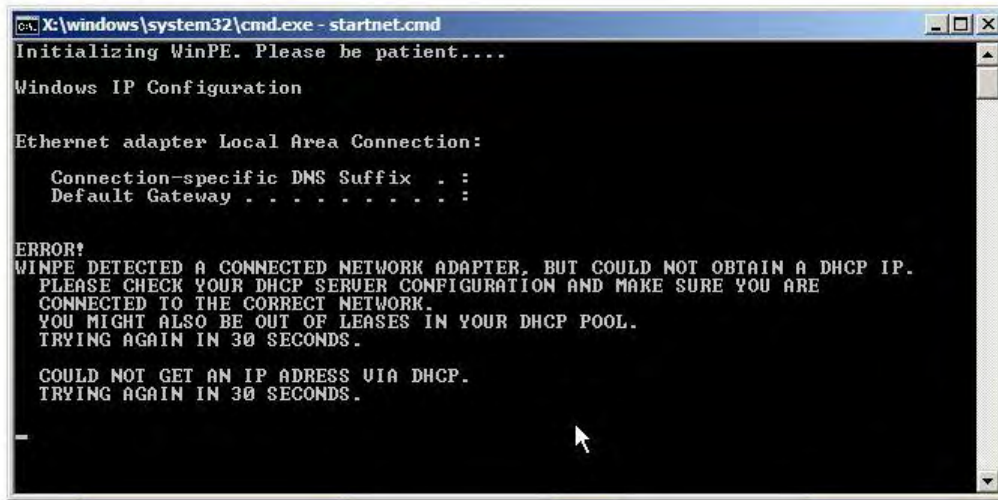 X:\windows\system32\cmd.exe - startnet.cmd
Initializing WinPE. Please be patient....
Windows IP Configuration
Ethernet adapter Local Area Connection:
Connection-specific DNS Suffix  . :
Default Gateway . . . . . . . . . :
ERROR!
WINPE DETECTED A CONNECTED NETWORK ADAPTER, BUT COULD NOT OBTAIN A DHCP IP.
PLEASE CHECK YOUR DHCP SERVER CONFIGURATION AND MAKE SURE YOU ARE
CONNECTED TO THE CORRECT NETWORK.
YOU MIGHT ALSO BE OUT OF LEASES IN YOUR DHCP POOL.
TRYING AGAIN IN 30 SECONDS.
COULD NOT GET AN IP ADRESS VIA DHCP.
TRYING AGAIN IN 30 SECONDS.